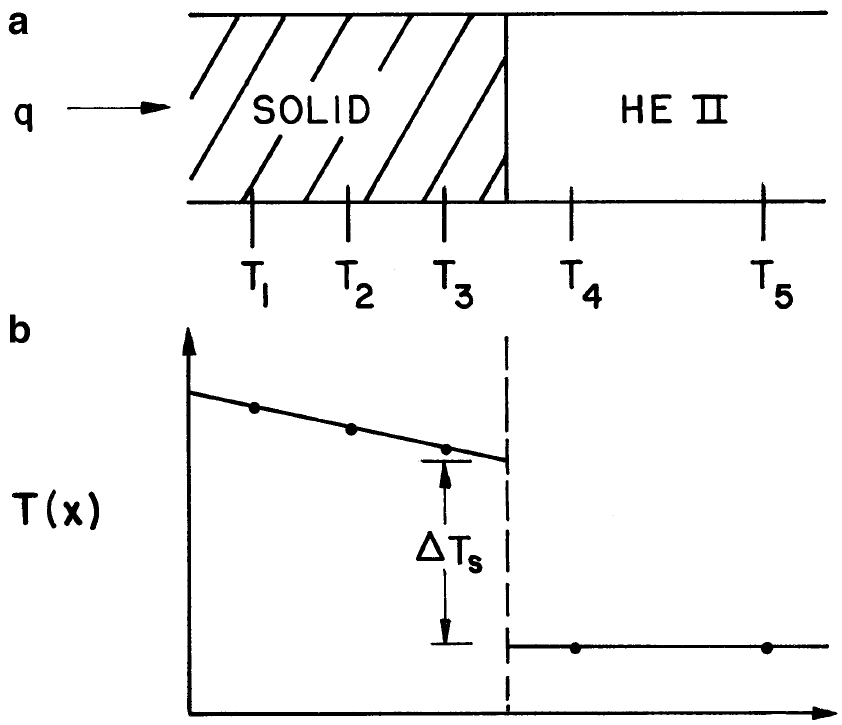 a
q
SOLID
HE II
T₁ T₂ T₃ T₄ T₅
b
T(x)
ΔTₛ